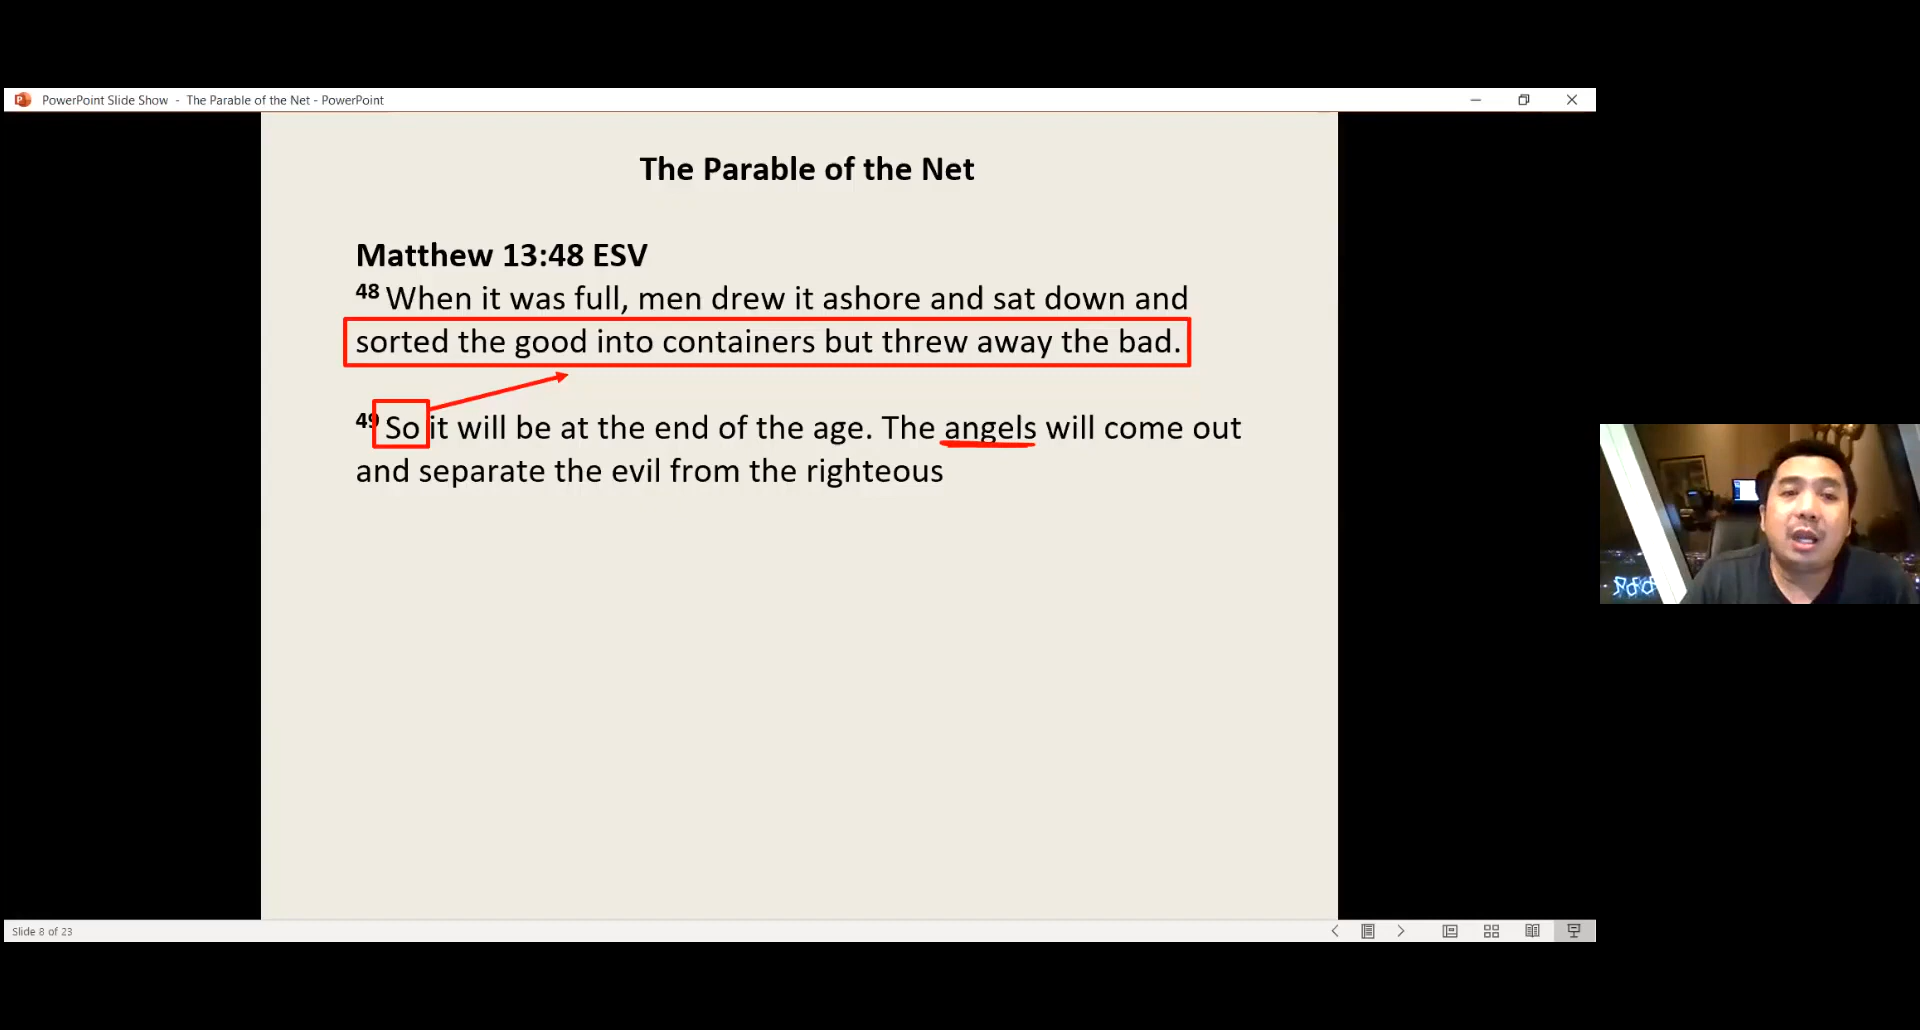 PowerPoint Slide Show - The Parable of the Net - PowerPoint
The Parable of the Net
Matthew 13:48 ESV
48 When it was full, men drew it ashore and sat down and
sorted the good into containers but threw away the bad.
49 So it will be at the end of the age. The angels will come out
and separate the evil from the righteous
Slide 8 of 23